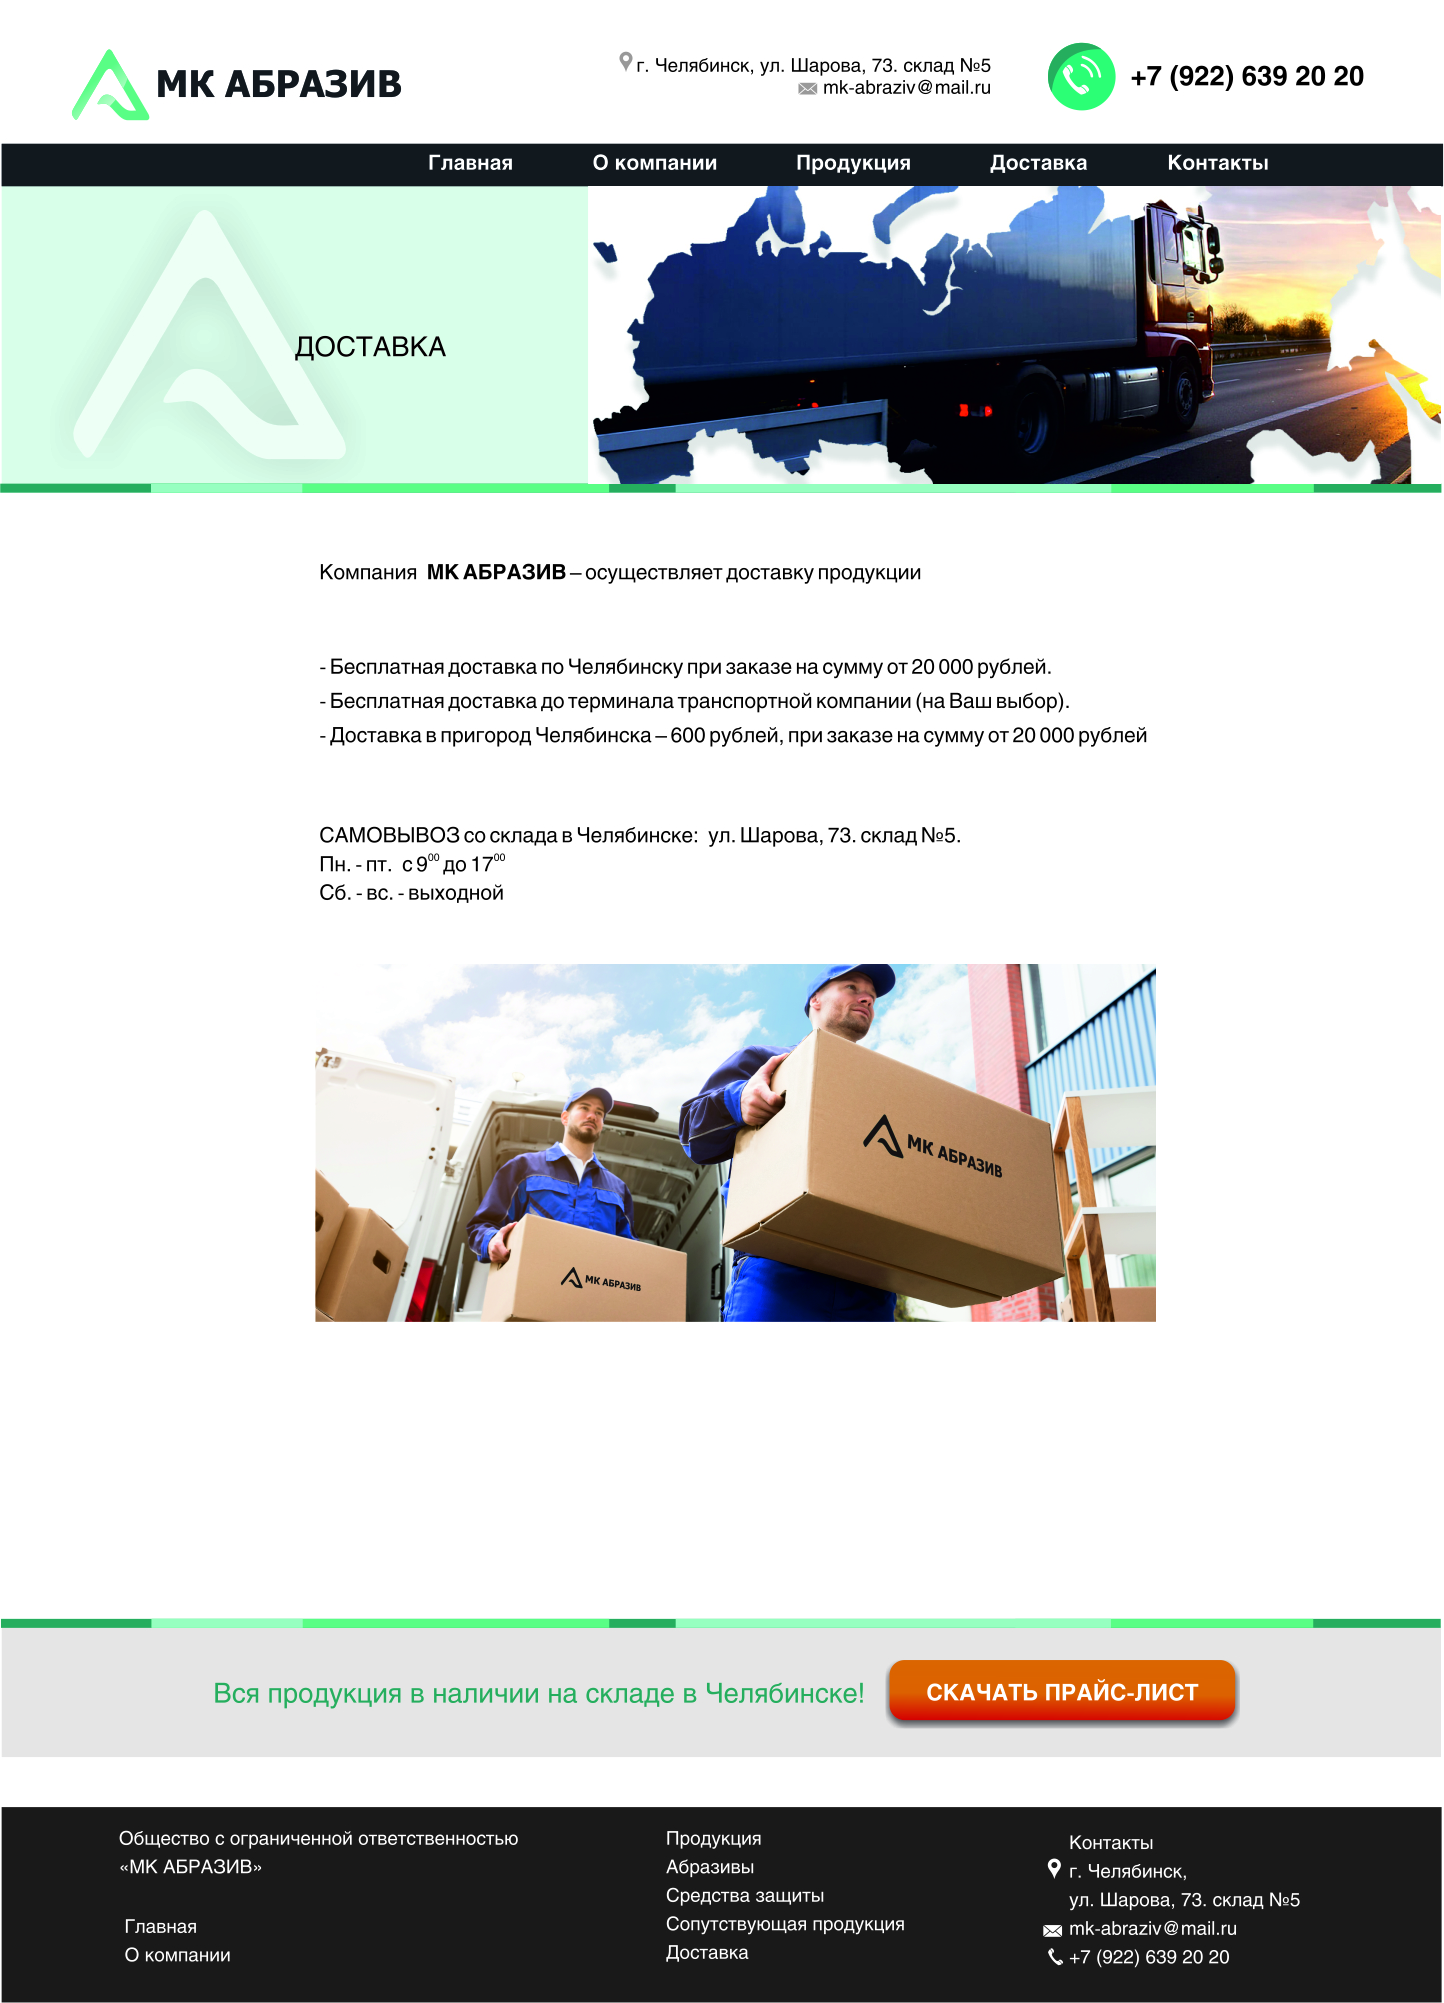 МК АБРАЗИВ
г. Челябинск, ул. Шарова, 73. склад №5
mk-abraziv@mail.ru
+7 (922) 639 20 20
Главная О компании Продукция Доставка Контакты
ДОСТАВКА
Компания МК АБРАЗИВ – осуществляет доставку продукции
- Бесплатная доставка по Челябинску при заказе на сумму от 20 000 рублей.
- Бесплатная доставка до терминала транспортной компании (на Ваш выбор).
- Доставка в пригород Челябинска – 600 рублей, при заказе на сумму от 20 000 рублей
САМОВЫВОЗ со склада в Челябинске: ул. Шарова, 73. склад №5.
Пн. - пт. с 9⁰⁰ до 17⁰⁰
Сб. - вс. - выходной
МК АБРАЗИВ
МК АБРАЗИВ
Вся продукция в наличии на складе в Челябинске!
СКАЧАТЬ ПРАЙС-ЛИСТ
Общество с ограниченной ответственностью
«МК АБРАЗИВ»
Главная
О компании
Продукция
Абразивы
Средства защиты
Сопутствующая продукция
Доставка
Контакты
г. Челябинск,
ул. Шарова, 73. склад №5
mk-abraziv@mail.ru
+7 (922) 639 20 20